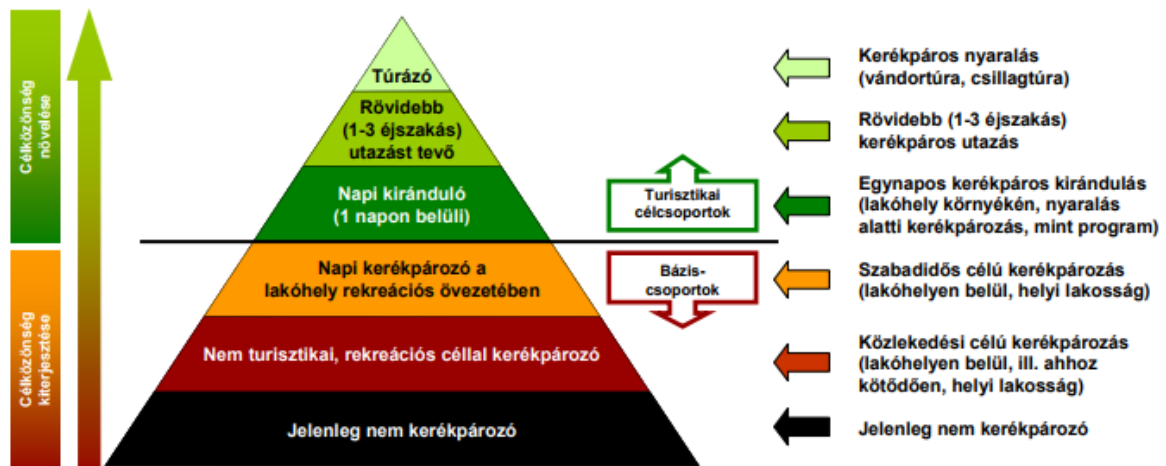 Célközönség
növelése
Célközönség
kiterjesztése
Túrázó
Rövidebb
(1-3 éjszakás)
utazást tevő
Napi kiránduló
(1 napon belüli)
Napi kerékpározó a
lakóhely rekreációs övezetében
Nem turisztikai, rekreációs céllal kerékpározó
Jelenleg nem kerékpározó
Turisztikai
célcsoportok
Bázis-
csoportok
Kerékpáros nyaralás
(vándortúra, csillagtúra)
Rövidebb (1-3 éjszakás)
kerékpáros utazás
Egynapos kerékpáros kirándulás
(lakóhely környékén, nyaralás
alatti kerékpározás, mint program)
Szabadidős célú kerékpározás
(lakóhelyen belül, helyi lakosság)
Közlekedési célú kerékpározás
(lakóhelyen belül, ill. ahhoz
kötődően, helyi lakosság)
Jelenleg nem kerékpározó